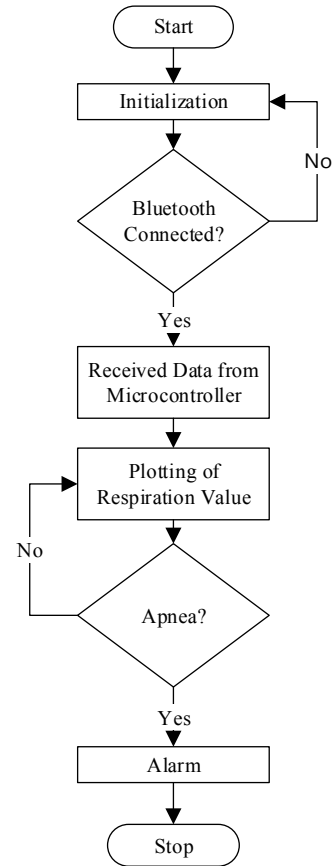 Start
Initialization
No
Bluetooth
Connected?
Yes
Received Data from
Microcontroller
Plotting of
Respiration Value
No
Apnea?
Yes
Alarm
Stop